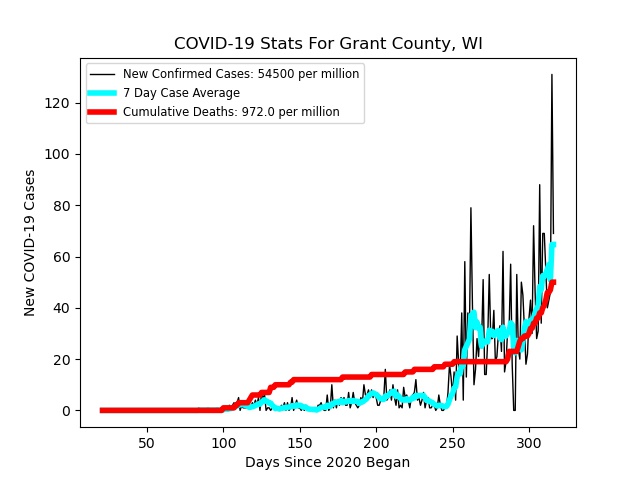 COVID-19 Stats For Grant County, WI
New Confirmed Cases: 54500 per million
7 Day Case Average
Cumulative Deaths: 972.0 per million
New COVID-19 Cases
120
100
80
60
40
20
0
50 100 150 200 250 300
Days Since 2020 Began